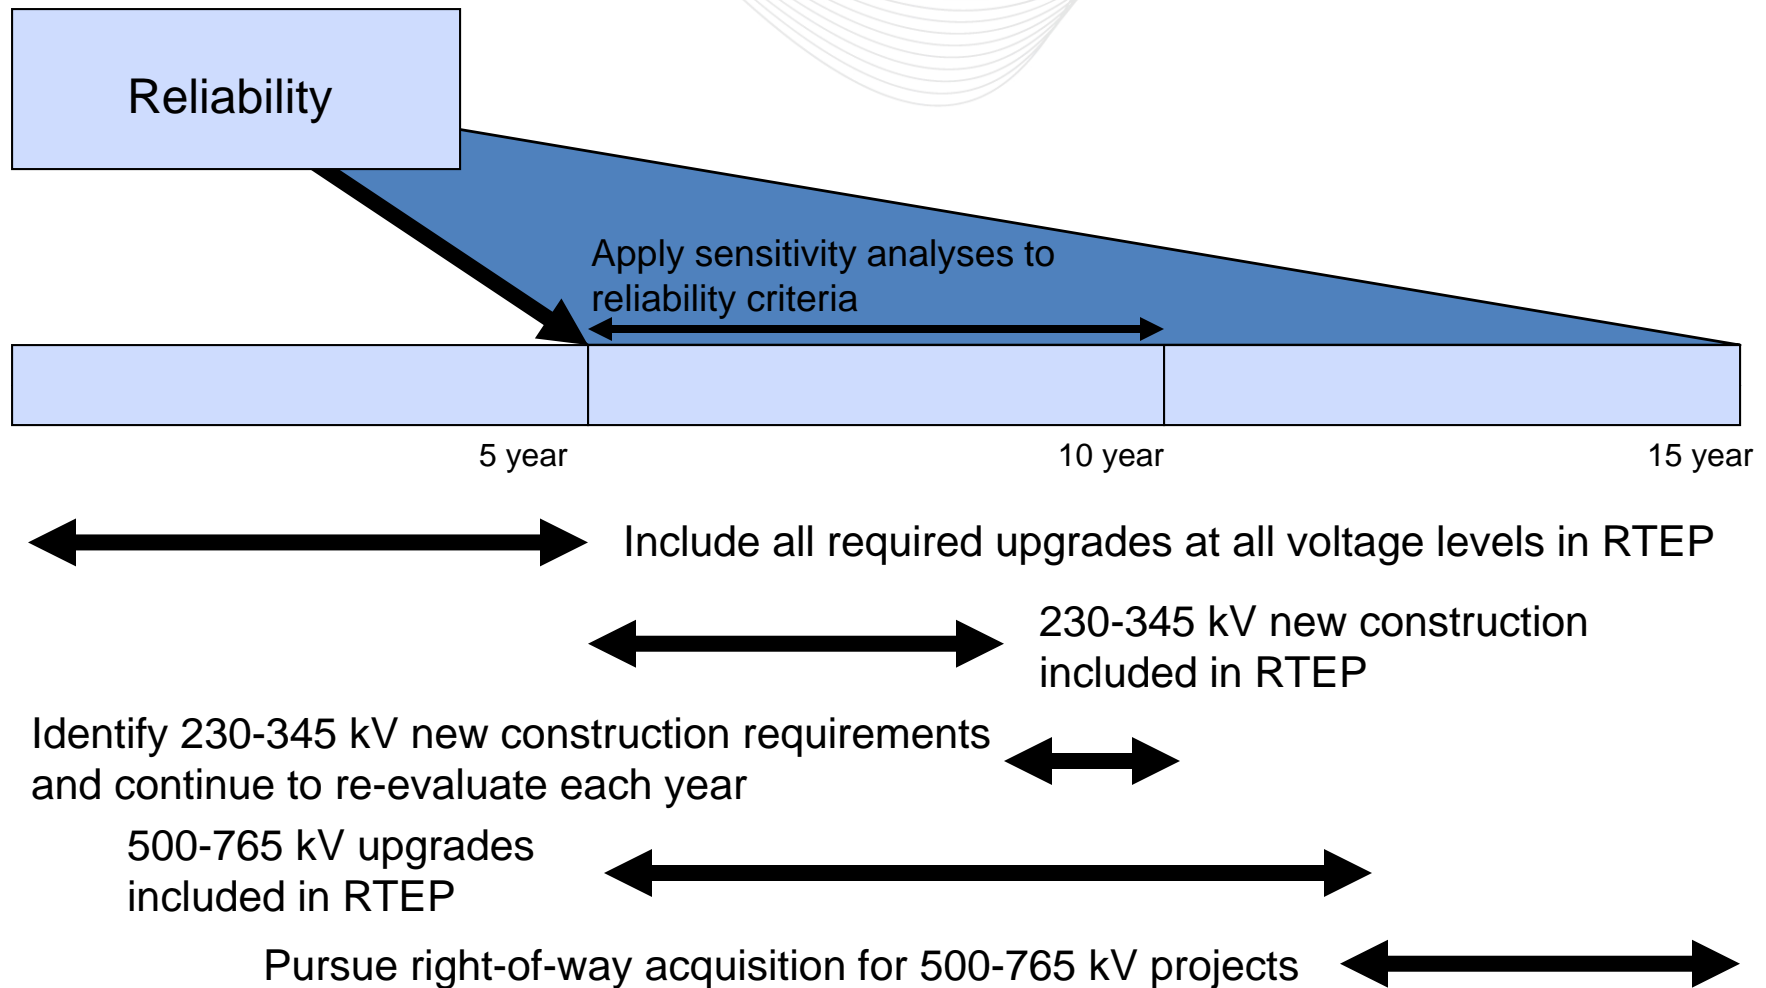 Reliability
Apply sensitivity analyses to
reliability criteria
5 year
10 year
15 year
Include all required upgrades at all voltage levels in RTEP
230-345 kV new construction
included in RTEP
Identify 230-345 kV new construction requirements
and continue to re-evaluate each year
500-765 kV upgrades
included in RTEP
Pursue right-of-way acquisition for 500-765 kV projects